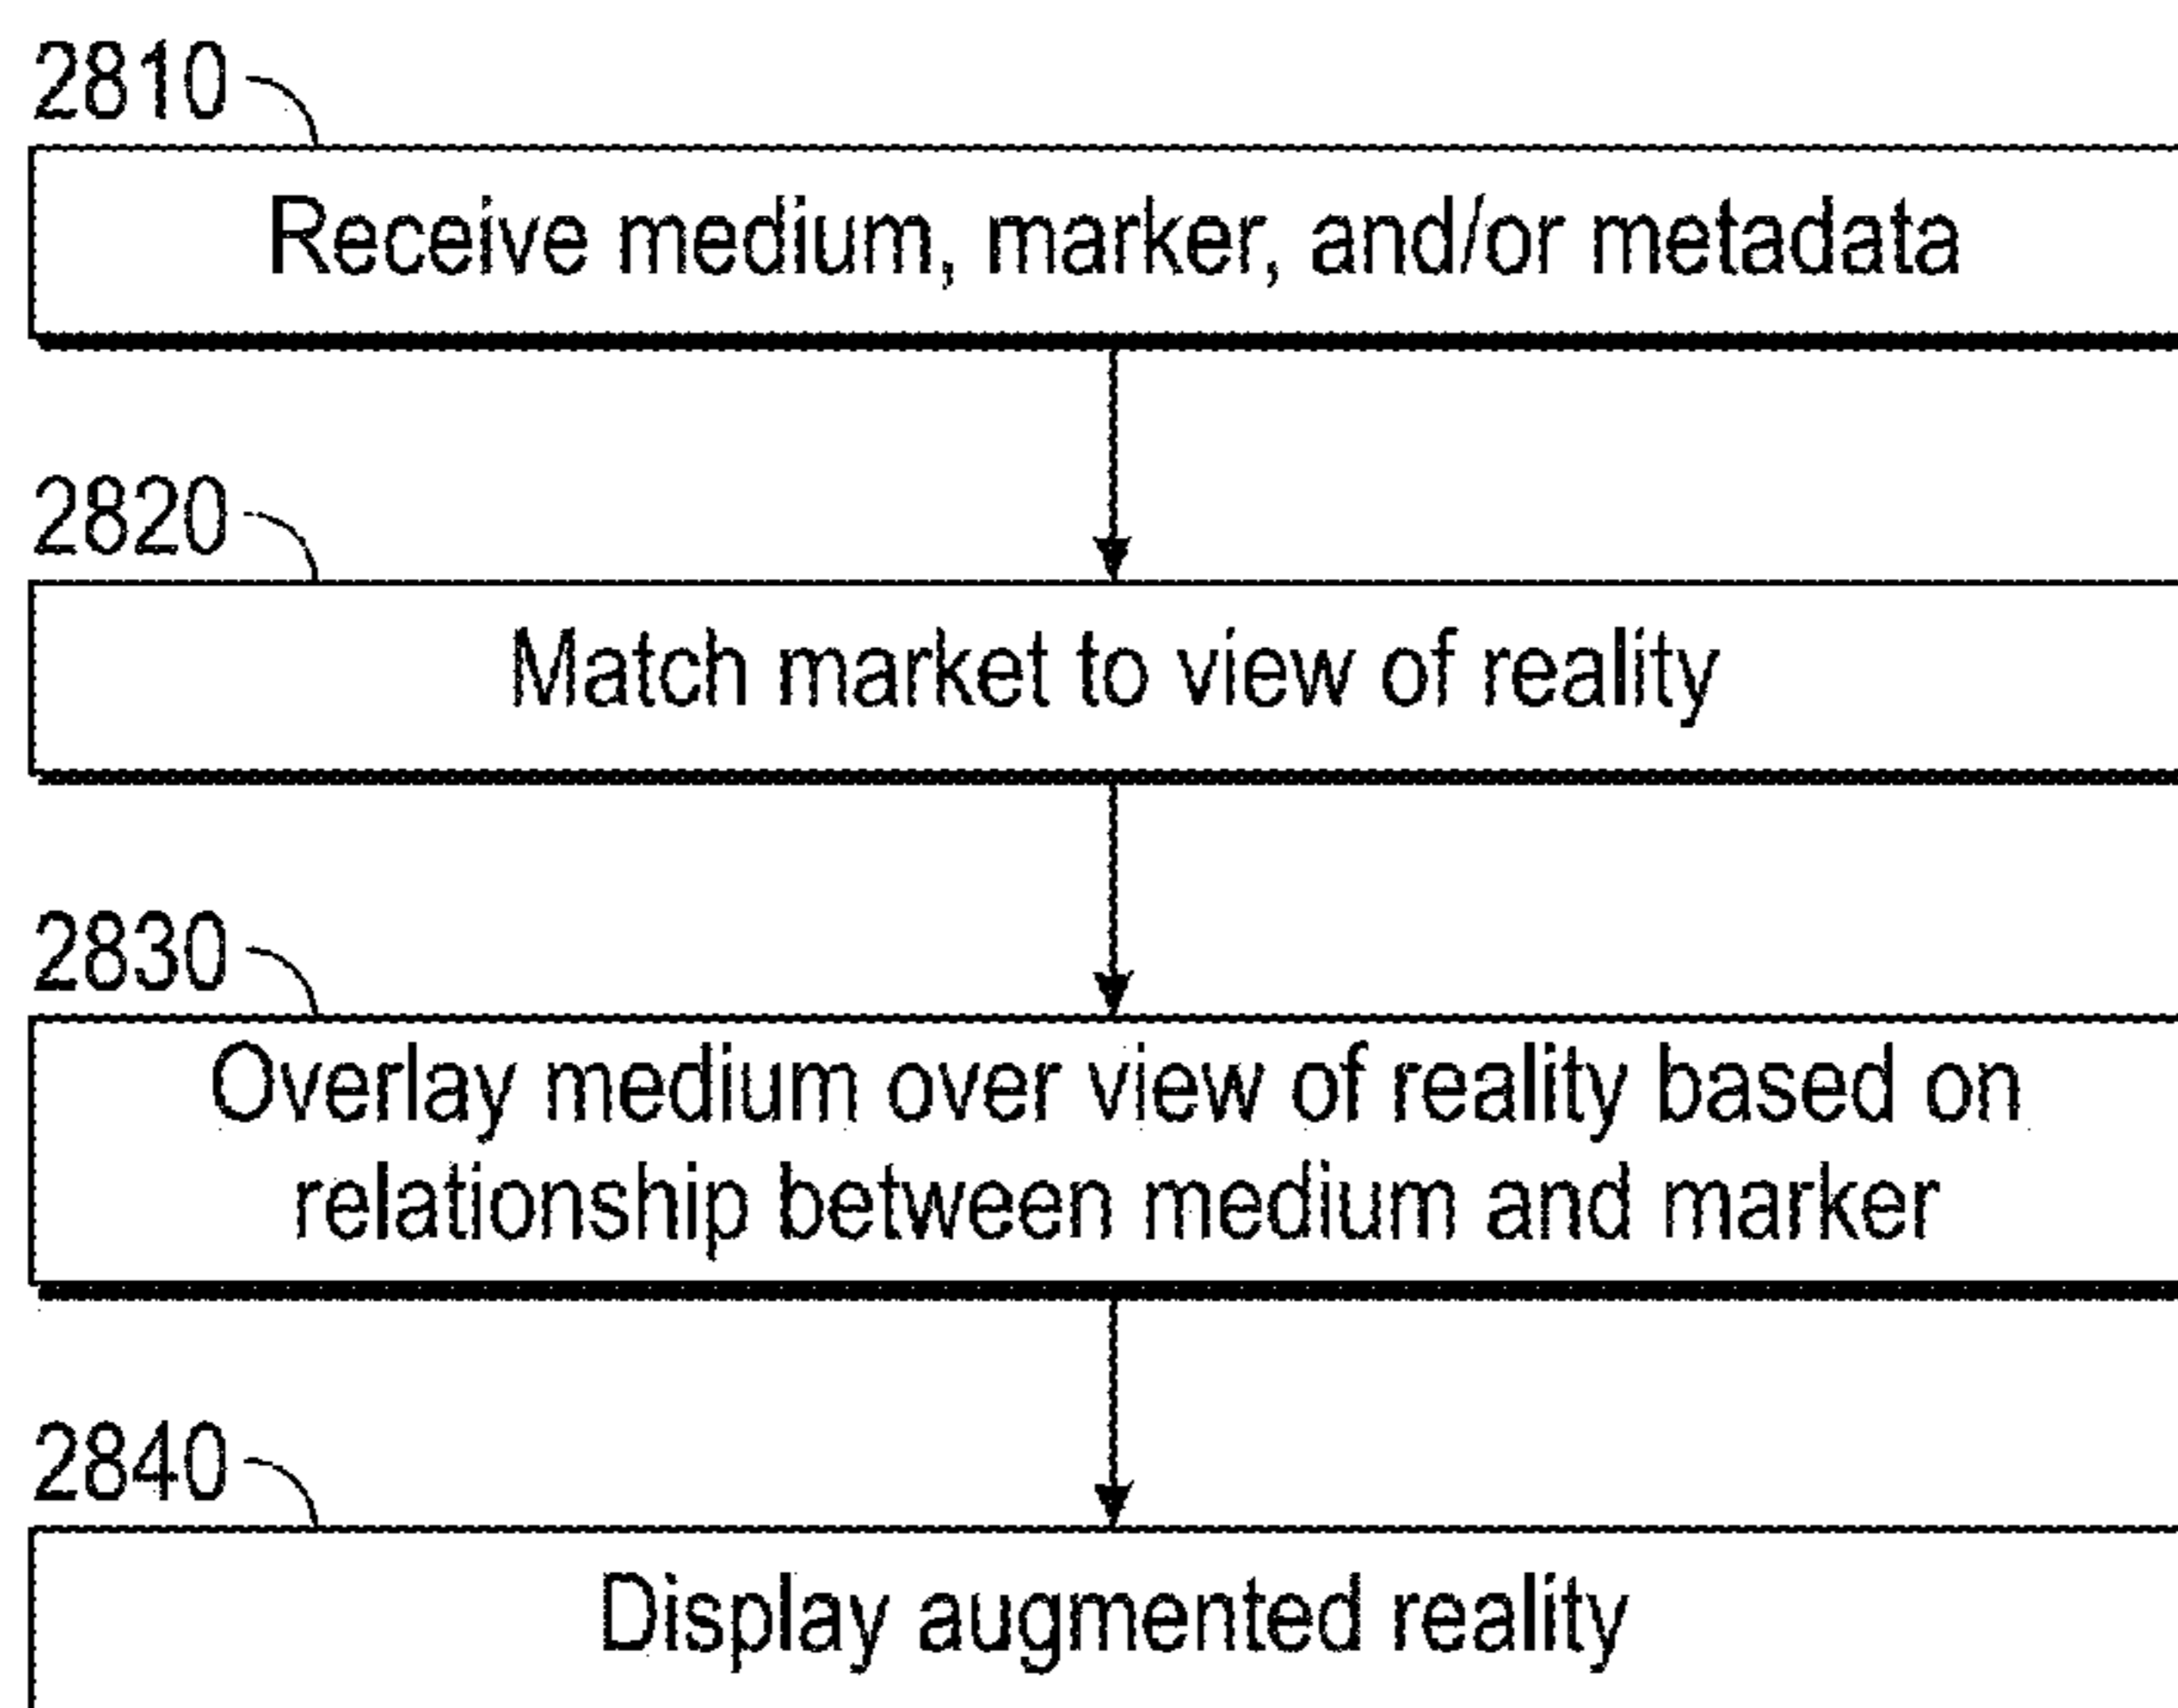 2810
Receive medium, marker, and/or metadata
2820
Match market to view of reality
2830
Overlay medium over view of reality based on
relationship between medium and marker
2840
Display augmented reality